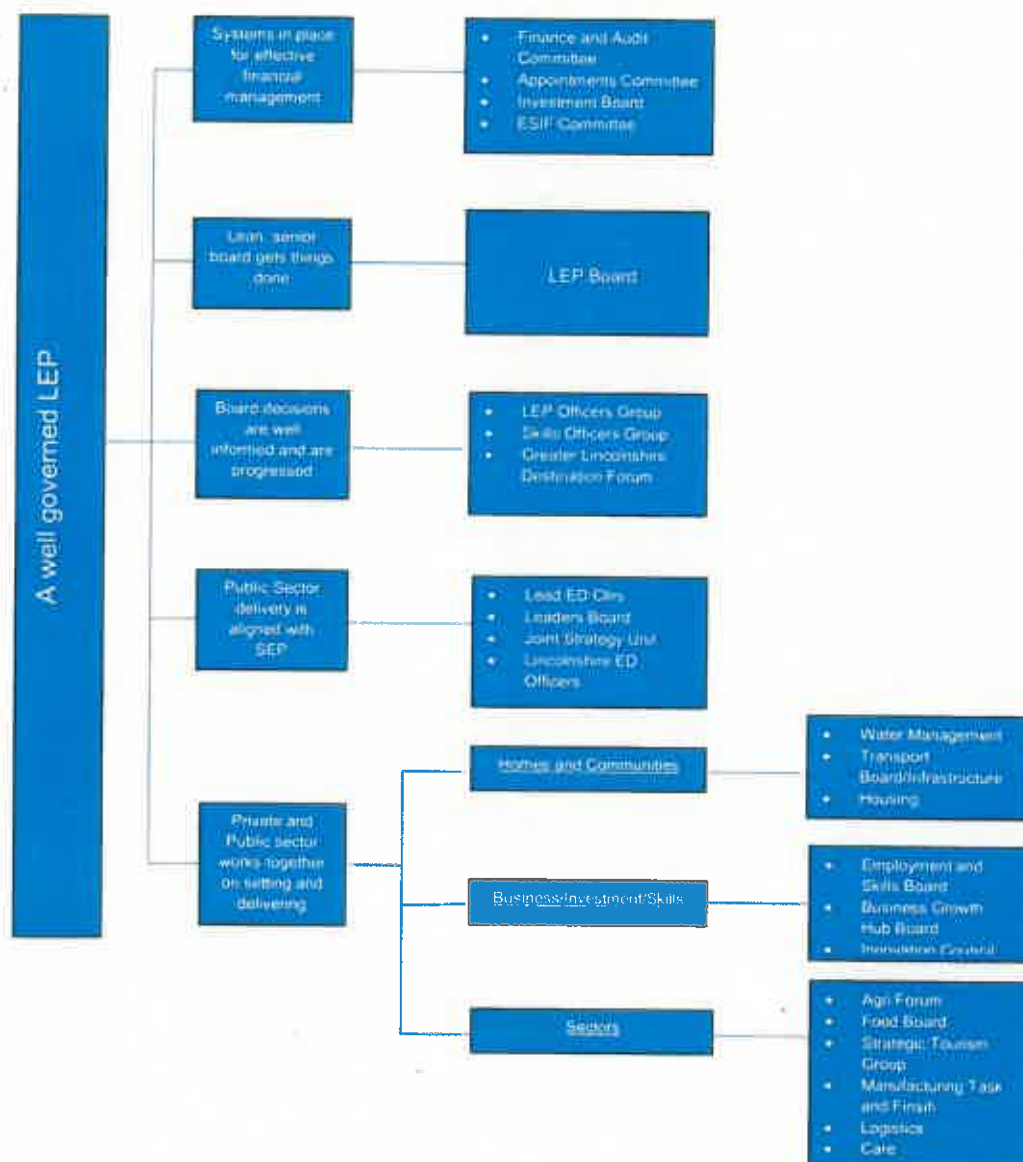 A well governed LEP
Systems in place
for effective
financial
management
• Finance and Audit
Committee
• Appointments Committee
• Investment Board
• ESIF Committee
Lean, senior
board gets things
done
LEP Board
Board decisions
are well
informed and are
progressed
• LEP Officers Group
• Skills Officers Group
• Greater Lincolnshire
Destination Forum
Public Sector
delivery is
aligned with
SEP
• Lead ED Cllrs
• Leaders Board
• Joint Strategy Unit
• Lincolnshire ED
Officers
Private and
Public sector
works together
on setting and
delivering
Homes and Communities
• Water Management
• Transport
Board/Infrastructure
• Housing
Business/Investment/Skills
• Employment and
Skills Board
• Business Growth
Hub Board
• Innovation Council
Sectors
• Agri Forum
• Food Board
• Strategic Tourism
Group
• Manufacturing Task
and Finish
• Logistics
• Care